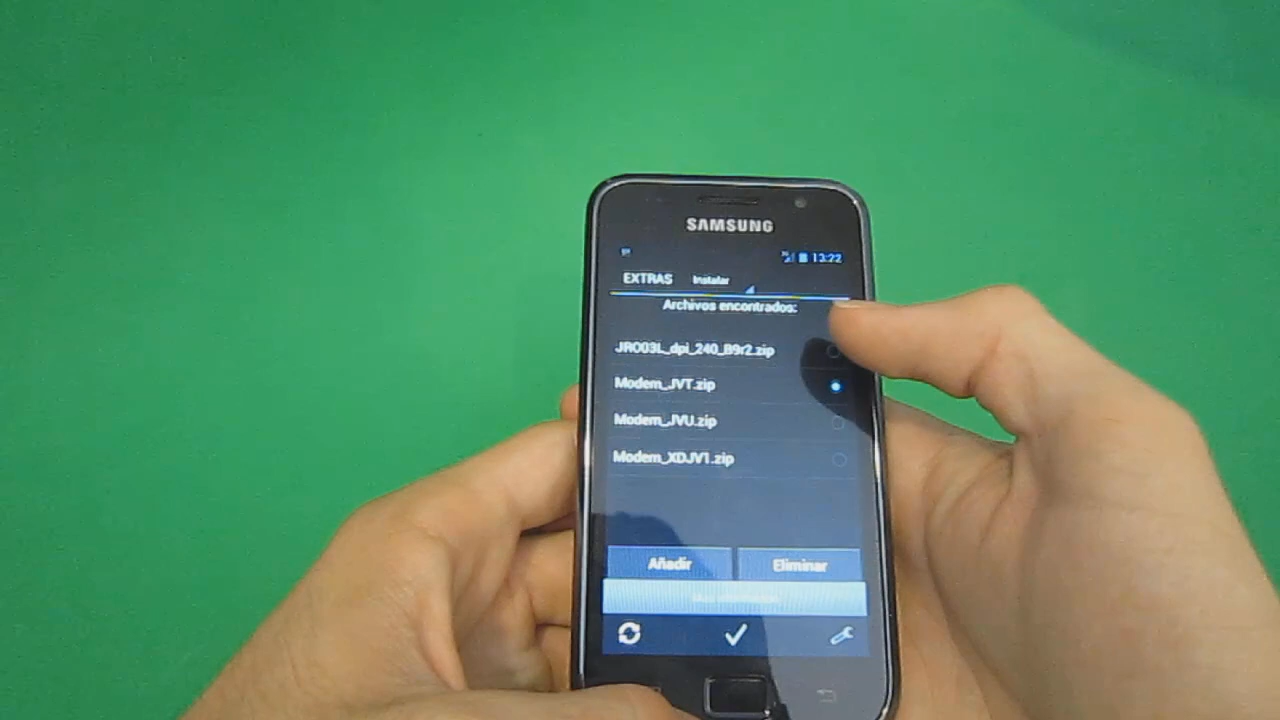 SAMSUNG
13:22
EXTRAS Instalar
Archivos encontrados:
JRO03L_dpi_240_B9r2.zip
Modem_JVT.zip
Modem_JVU.zip
Modem_XDJV1.zip
Añadir Eliminar